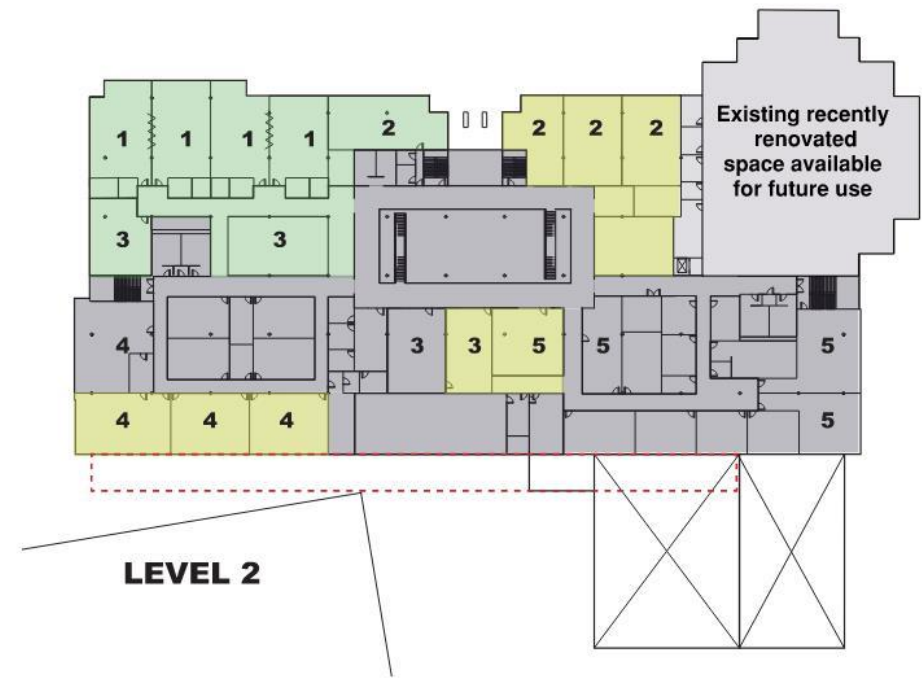 1 1 1 1 2 2 2 2
Existing recently
renovated
space available
for future use
3 3
4 3 3 5 5 5
4 4 4 5
LEVEL 2